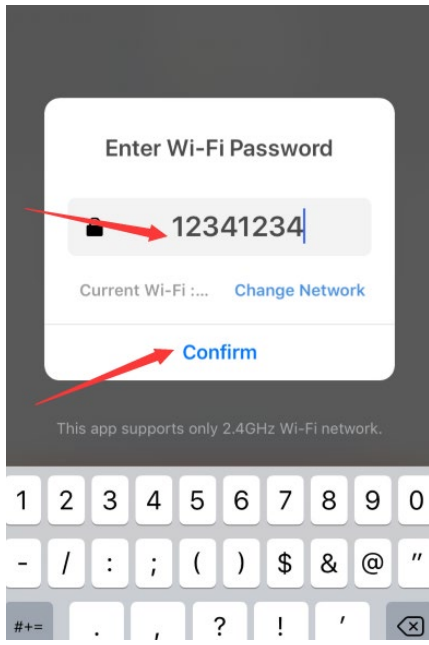 Enter Wi-Fi Password
12341234
Current Wi-Fi :... Change Network
Confirm
This app supports only 2.4GHz Wi-Fi network.
1 2 3 4 5 6 7 8 9 0
- / : ; ( ) $ & @ "
#+= . , ? ! '